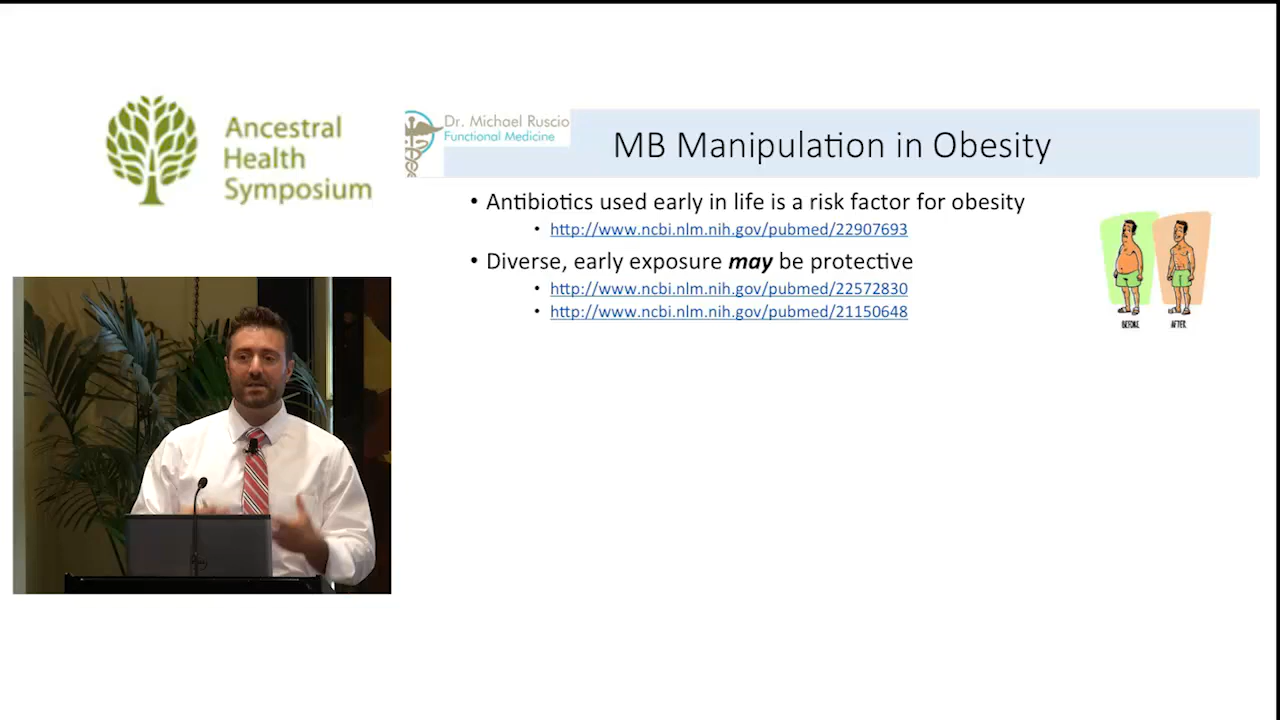 Ancestral
Health
Symposium
Dr. Michael Ruscio
Functional Medicine
MB Manipulation in Obesity
• Antibiotics used early in life is a risk factor for obesity
• http://www.ncbi.nlm.nih.gov/pubmed/22907693
• Diverse, early exposure may be protective
• http://www.ncbi.nlm.nih.gov/pubmed/22572830
• http://www.ncbi.nlm.nih.gov/pubmed/21150648
BEFORE
AFTER